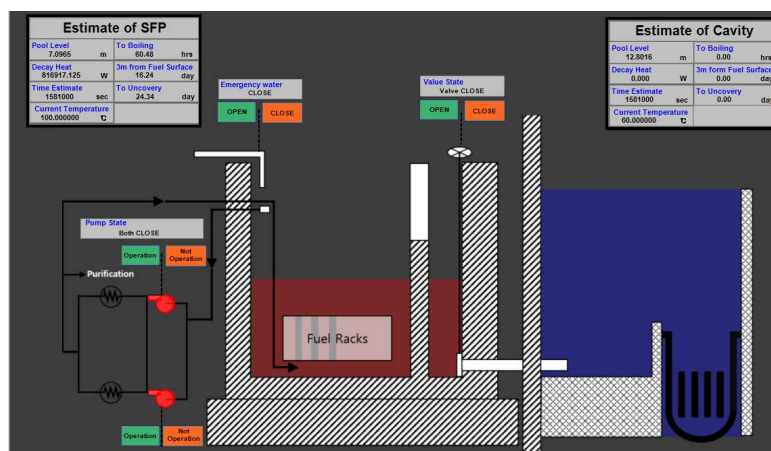 Estimate of SFP
Pool Level
7.0965 m
To Boiling
60.48 hrs
Decay Heat
816917.125 W
3m from Fuel Surface
16.24 day
Time Estimate
1581000 sec
To Uncovery
24.34 day
Current Temperature
100.000000 ℃
Emergency water
CLOSE
OPEN CLOSE
Value State
Valve CLOSE
OPEN CLOSE
Estimate of Cavity
Pool Level
12.8016 m
To Boiling
0.00 hrs
Decay Heat
0.000 W
3m from Fuel Surface
0.00 day
Time Estimate
1581000 sec
To Uncovery
0.00 day
Current Temperature
60.000000 ℃
Pump State
Both CLOSE
Operation
Not
Operation
Purification
Fuel Racks
Operation
Not
Operation